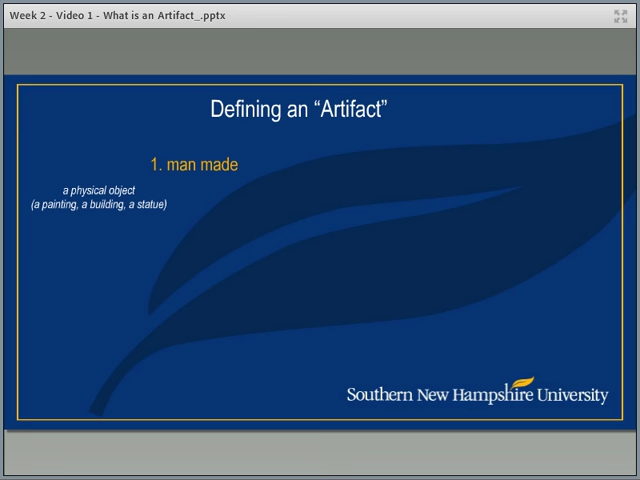 Week 2 - Video 1 - What is an Artifact_.pptx
Defining an “Artifact”
1. man made
a physical object
(a painting, a building, a statue)
Southern New Hampshire University